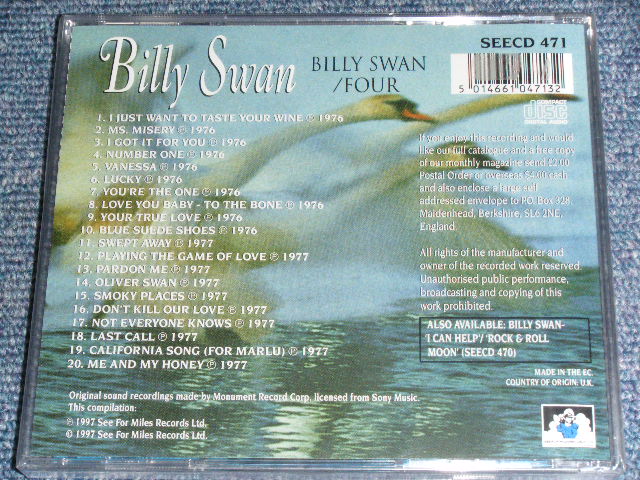 Billy Swan
BILLY SWAN
/FOUR
SEECD 471
5 014661 047132
COMPACT
disc
DIGITAL AUDIO
1. I JUST WANT TO TASTE YOUR WINE ℗ 1976
2. MS. MISERY ℗ 1976
3. I GOT IT FOR YOU ℗ 1976
4. NUMBER ONE ℗ 1976
5. VANESSA ℗ 1976
6. LUCKY ℗ 1976
7. YOU'RE THE ONE ℗ 1976
8. LOVE YOU BABY - TO THE BONE ℗ 1976
9. YOUR TRUE LOVE ℗ 1976
10. BLUE SUEDE SHOES ℗ 1976
11. SWEPT AWAY ℗ 1977
12. PLAYING THE GAME OF LOVE ℗ 1977
13. PARDON ME ℗ 1977
14. OLIVER SWAN ℗ 1977
15. SMOKY PLACES ℗ 1977
16. DON'T KILL OUR LOVE ℗ 1977
17. NOT EVERYONE KNOWS ℗ 1977
18. LAST CALL ℗ 1977
19. CALIFORNIA SONG (FOR MARLU) ℗ 1977
20. ME AND MY HONEY ℗ 1977
If you enjoy this recording and would
like our full catalogue and a free copy
of our monthly magazine send £2.00
Postal Order or overseas $4.60 cash
and also enclose a large self
addressed envelope to P.O. Box 328,
Maidenhead, Berkshire, SL6 2NE,
England.
All rights of the manufacturer and
owner of the recorded work reserved.
Unauthorised public performance,
broadcasting and copying of this
work prohibited.
ALSO AVAILABLE: BILLY SWAN-
'I CAN HELP'/ 'ROCK & ROLL
MOON' (SEECD 470)
MADE IN THE EC.
COUNTRY OF ORIGIN: U.K.
Original sound recordings made by Monument Record Corp, licensed from Sony Music.
This compilation:
℗ 1997 See For Miles Records Ltd.
© 1997 See For Miles Records Ltd.